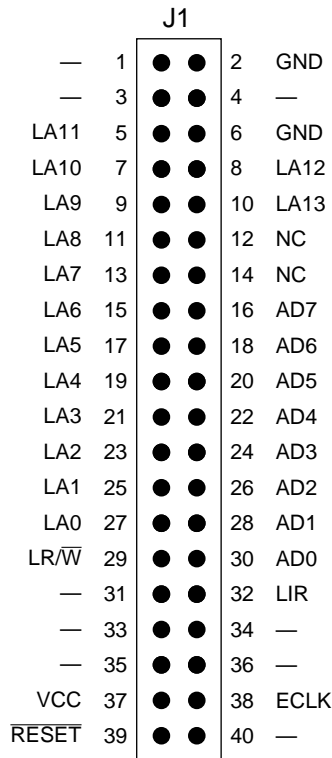 J1
— 1 2 GND
— 3 4 —
LA11 5 6 GND
LA10 7 8 LA12
LA9 9 10 LA13
LA8 11 12 NC
LA7 13 14 NC
LA6 15 16 AD7
LA5 17 18 AD6
LA4 19 20 AD5
LA3 21 22 AD4
LA2 23 24 AD3
LA1 25 26 AD2
LA0 27 28 AD1
LR/W̅ 29 30 AD0
— 31 32 LIR
— 33 34 —
— 35 36 —
VCC 37 38 ECLK
R̅E̅S̅E̅T̅ 39 40 —